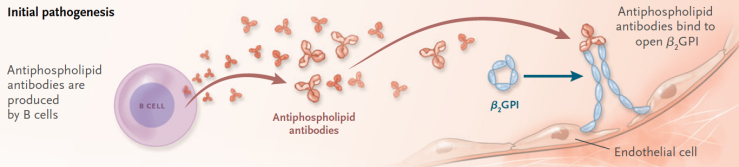 Initial pathogenesis
Antiphospholipid
antibodies are
produced
by B cells
B CELL
Antiphospholipid
antibodies
β₂GPI
Antiphospholipid
antibodies bind to
open β₂GPI
Endothelial cell